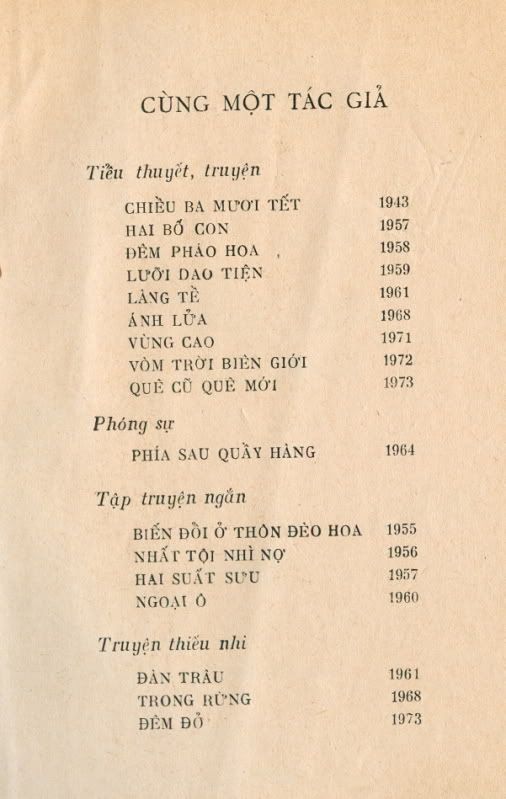 CÙNG MỘT TÁC GIẢ
Tiểu thuyết, truyện
CHIỀU BA MƯƠI TẾT 1943
HAI BỐ CON 1957
ĐÊM PHÁO HOA 1958
LƯỠI DAO TIỆN 1959
LÀNG TỀ 1961
ÁNH LỬA 1968
VÙNG CAO 1971
VÒM TRỜI BIÊN GIỚI 1972
QUÊ CŨ QUÊ MỚI 1973
Phóng sự
PHÍA SAU QUẦY HÀNG 1964
Tập truyện ngắn
BIẾN ĐỔI Ở THÔN ĐÈO HOA 1955
NHẤT TỘI NHÌ NỢ 1956
HAI SUẤT SƯU 1957
NGOẠI Ô 1960
Truyện thiếu nhi
ĐÀN TRÂU 1961
TRONG RỪNG 1968
ĐÊM ĐỎ 1973